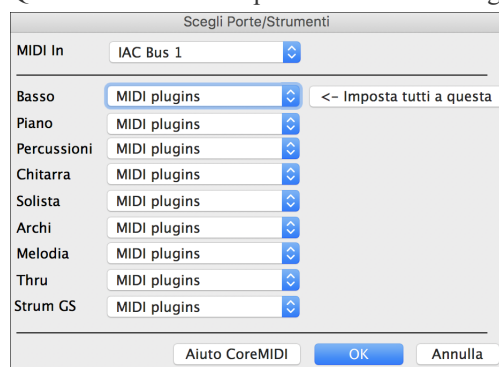 Scegli Porte/Strumenti
MIDI In IAC Bus 1
Basso MIDI plugins <- Imposta tutti a questa
Piano MIDI plugins
Percussioni MIDI plugins
Chitarra MIDI plugins
Solista MIDI plugins
Archi MIDI plugins
Melodia MIDI plugins
Thru MIDI plugins
Strum GS MIDI plugins
Aiuto CoreMIDI OK Annulla